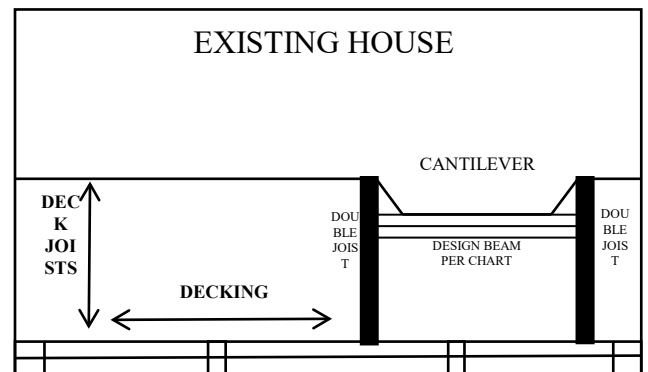 EXISTING HOUSE
CANTILEVER
DEC
K
JOI
STS
DECKING
DOU
BLE
JOIS
T
DESIGN BEAM
PER CHART
DOU
BLE
JOIS
T